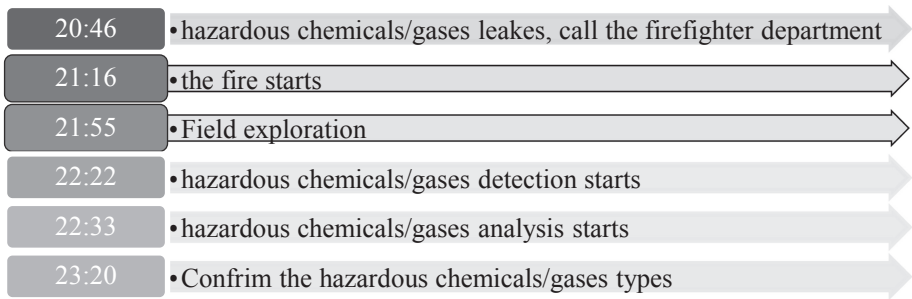 20:46 •hazardous chemicals/gases leakes, call the firefighter department
21:16 •the fire starts
21:55 •Field exploration
22:22 •hazardous chemicals/gases detection starts
22:33 •hazardous chemicals/gases analysis starts
23:20 •Confrim the hazardous chemicals/gases types